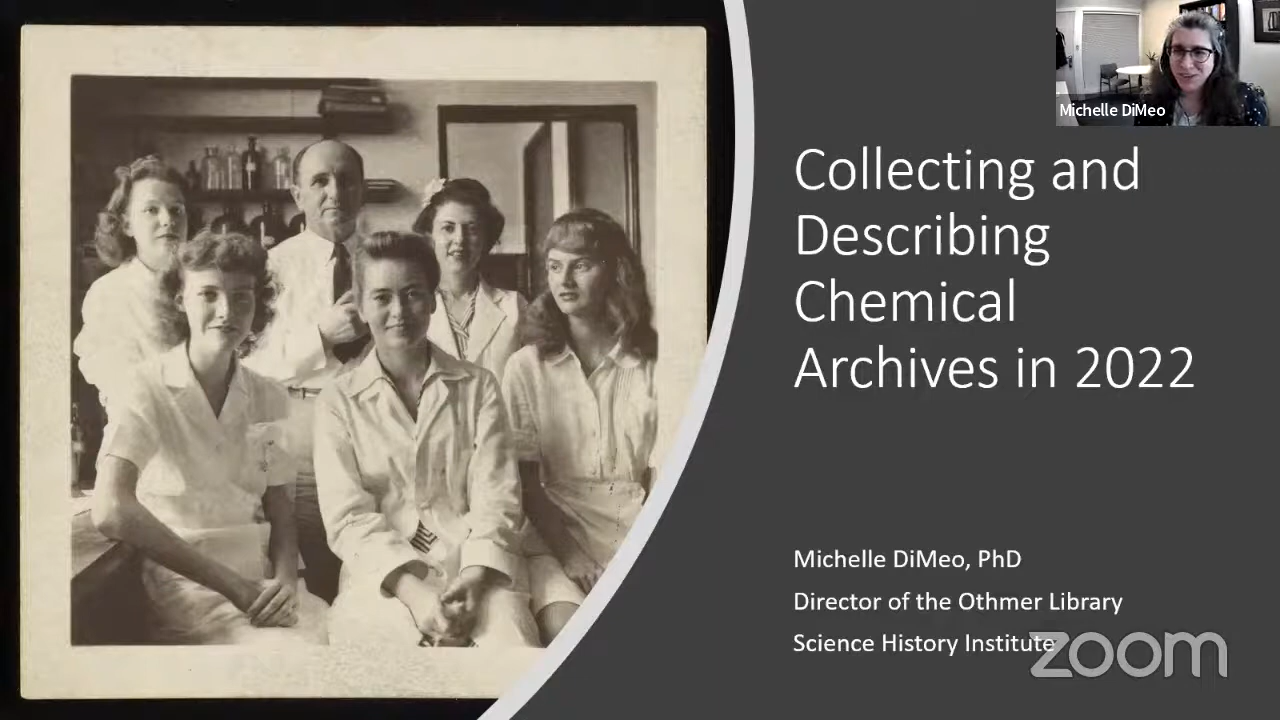 Michelle DiMeo
Collecting and
Describing
Chemical
Archives in 2022
Michelle DiMeo, PhD
Director of the Othmer Library
Science History Institute
zoom